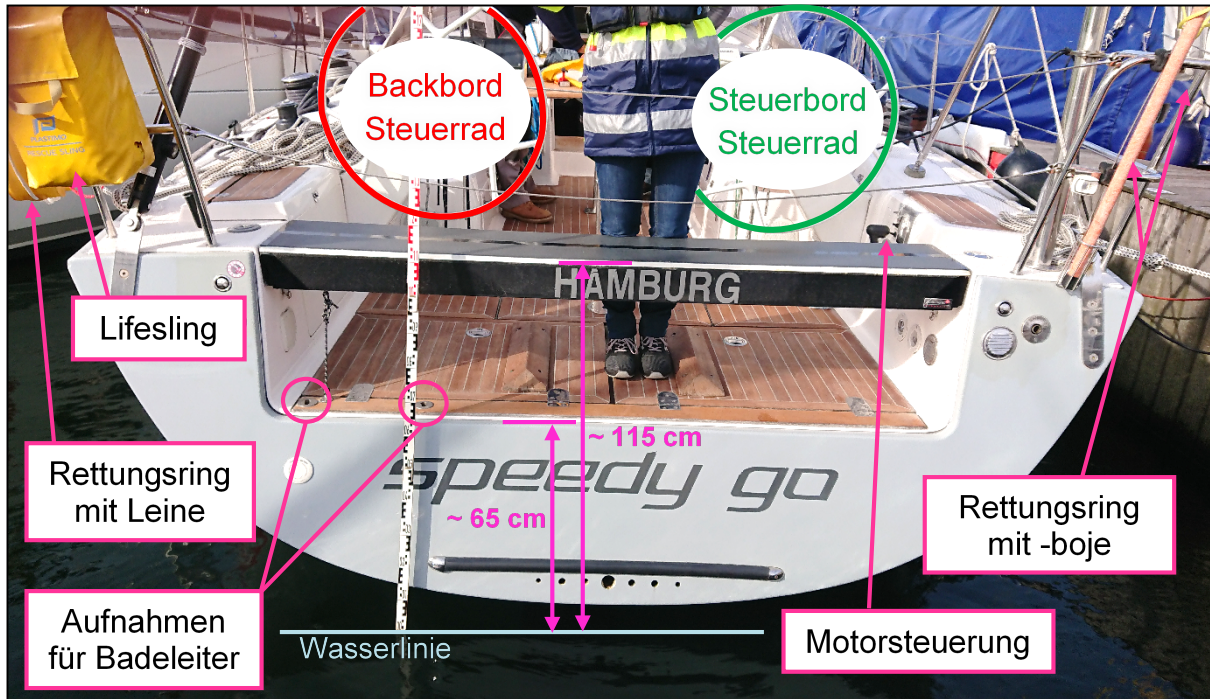 Backbord
Steuerrad
Steuerbord
Steuerrad
HAMBURG
Lifesling
~ 115 cm
speedy go
Rettungsring
mit Leine
~ 65 cm
Rettungsring
mit -boje
Aufnahmen
für Badeleiter
Wasserlinie
Motorsteuerung